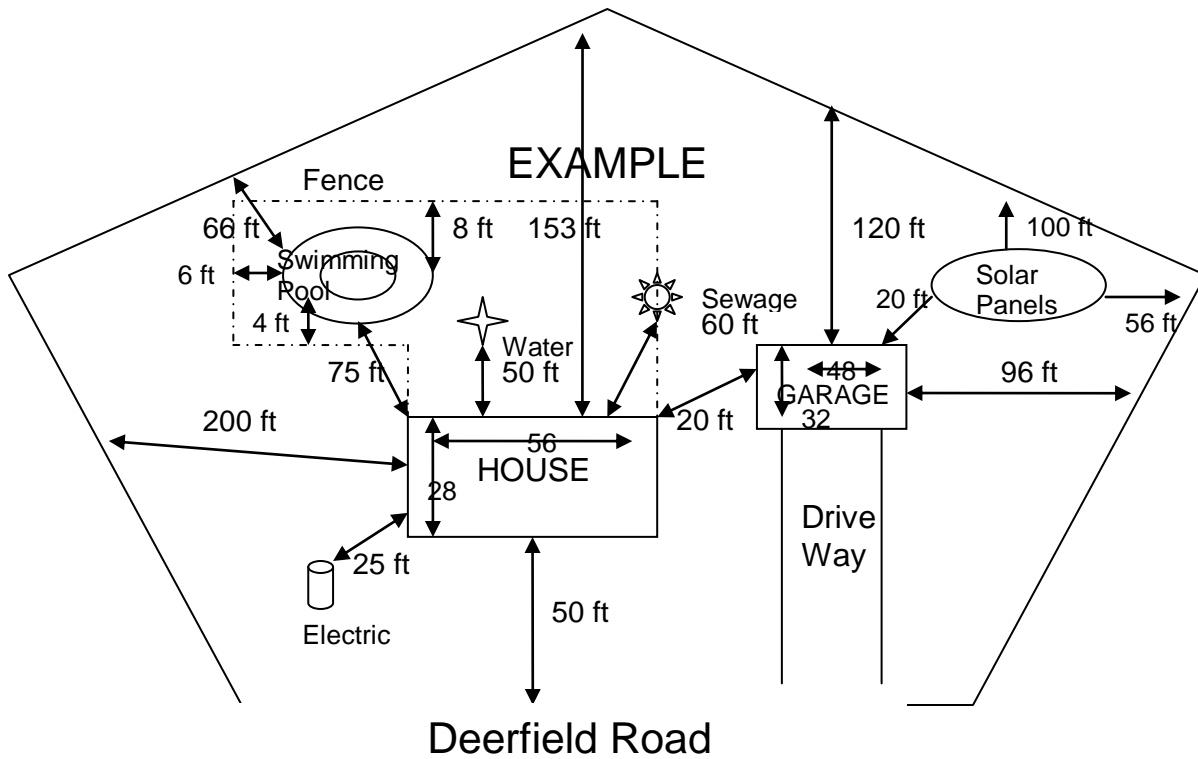 EXAMPLE
Fence
66 ft
8 ft
153 ft
120 ft
100 ft
6 ft
Swimming
Pool
Solar
Panels
20 ft
4 ft
Sewage
60 ft
56 ft
Water
50 ft
75 ft
48
GARAGE
32
96 ft
200 ft
20 ft
56
HOUSE
28
Drive
Way
25 ft
50 ft
Electric
Deerfield Road